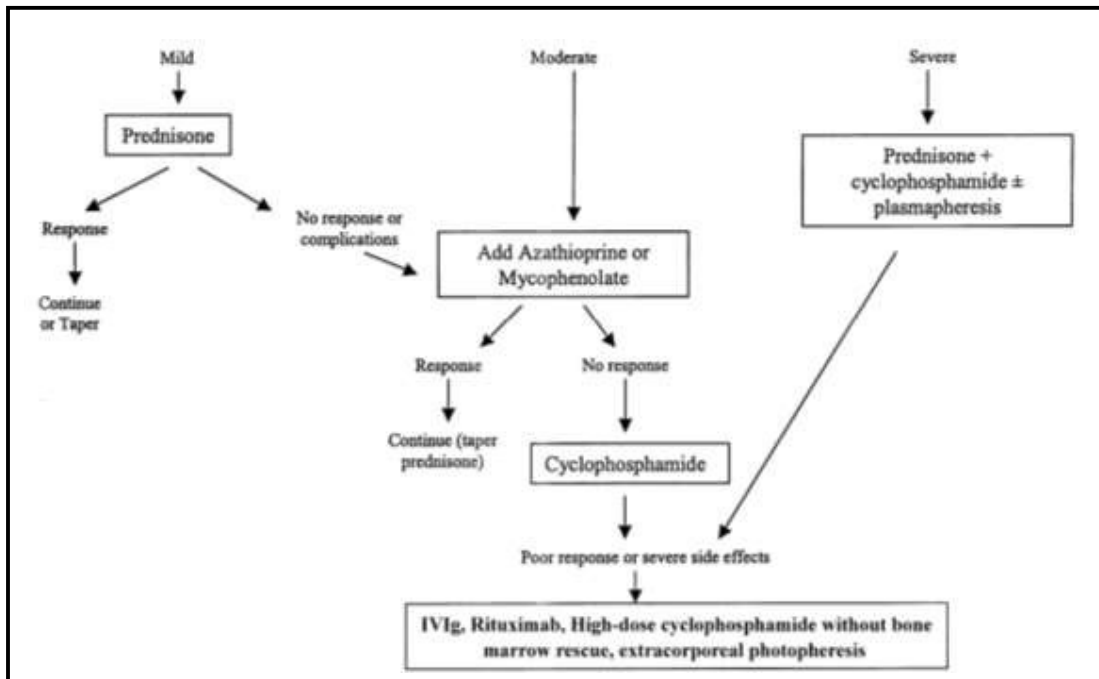 Mild
Moderate
Severe
Prednisone
Prednisone +
cyclophosphamide ±
plasmapheresis
Response
No response or
complications
Add Azathioprine or
Mycophenolate
Continue
or Taper
Response
No response
Continue (taper
prednisone)
Cyclophosphamide
Poor response or severe side effects
IVIg, Rituximab, High-dose cyclophosphamide without bone
marrow rescue, extracorporeal photopheresis